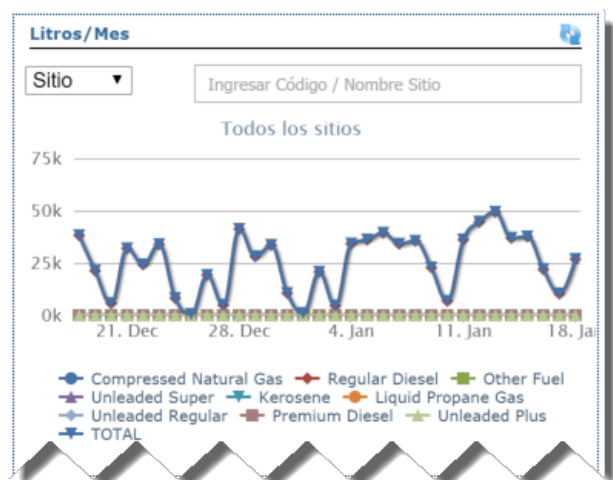 Litros/Mes
Sitio
Ingresar Código / Nombre Sitio
Todos los sitios
75k
50k
25k
0k
21. Dec 28. Dec 4. Jan 11. Jan 18. Ja
Compressed Natural Gas Regular Diesel Other Fuel
Unleaded Super Kerosene Liquid Propane Gas
Unleaded Regular Premium Diesel Unleaded Plus
TOTAL